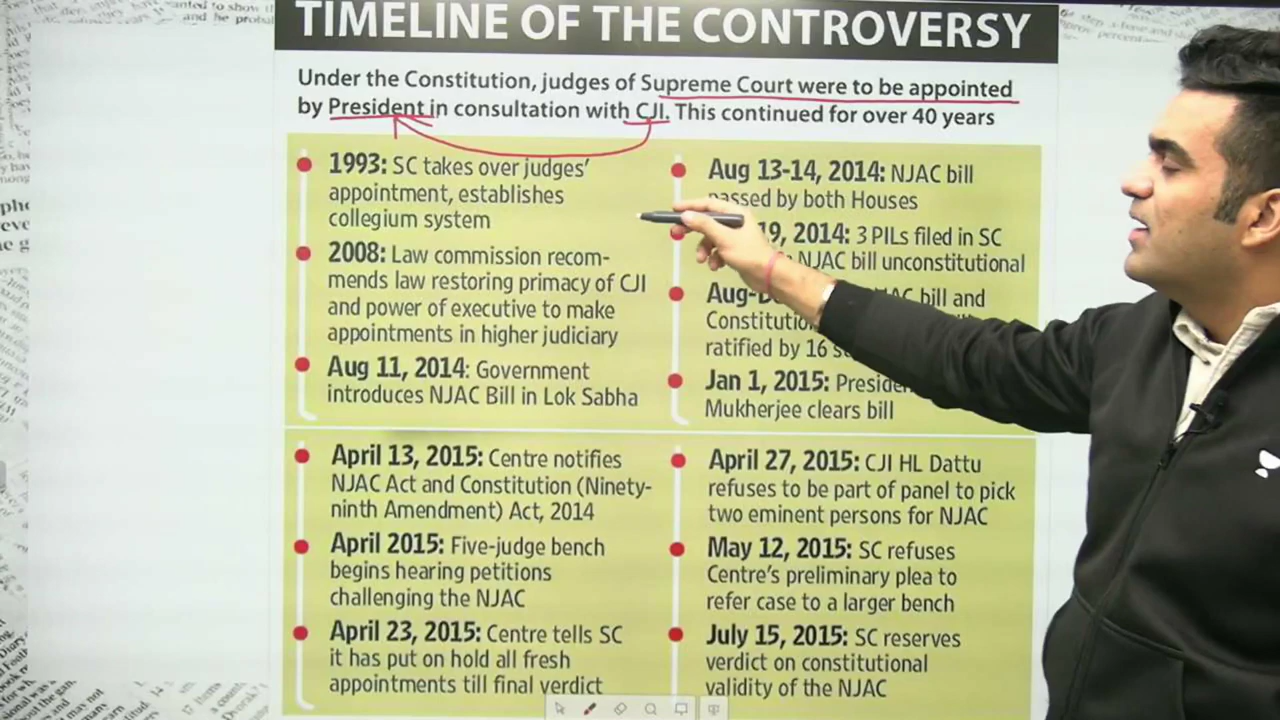 TIMELINE OF THE CONTROVERSY
Under the Constitution, judges of Supreme Court were to be appointed
by President in consultation with CJI. This continued for over 40 years
1993: SC takes over judges'
appointment, establishes
collegium system
2008: Law commission recom-
mends law restoring primacy of CJI
and power of executive to make
appointments in higher judiciary
Aug 11, 2014: Government
introduces NJAC Bill in Lok Sabha
Aug 13-14, 2014: NJAC bill
passed by both Houses
19, 2014: 3 PILs filed in SC
NJAC bill unconstitutional
bill and
ratified by 16
Jan 1, 2015:
Mukherjee clears bill
April 13, 2015: Centre notifies
NJAC Act and Constitution (Ninety-
ninth Amendment) Act, 2014
April 2015: Five-judge bench
begins hearing petitions
challenging the NJAC
April 23, 2015: Centre tells SC
it has put on hold all fresh
appointments till final verdict
April 27, 2015: CJI HL Dattu
refuses to be part of panel to pick
two eminent persons for NJAC
May 12, 2015: SC refuses
Centre's preliminary plea to
refer case to a larger bench
July 15, 2015: SC reserves
verdict on constitutional
validity of the NJAC